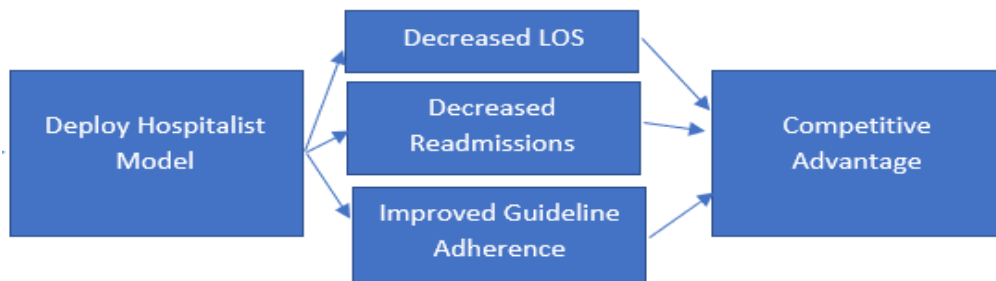 Deploy Hospitalist
Model
Decreased LOS
Decreased
Readmissions
Improved Guideline
Adherence
Competitive
Advantage